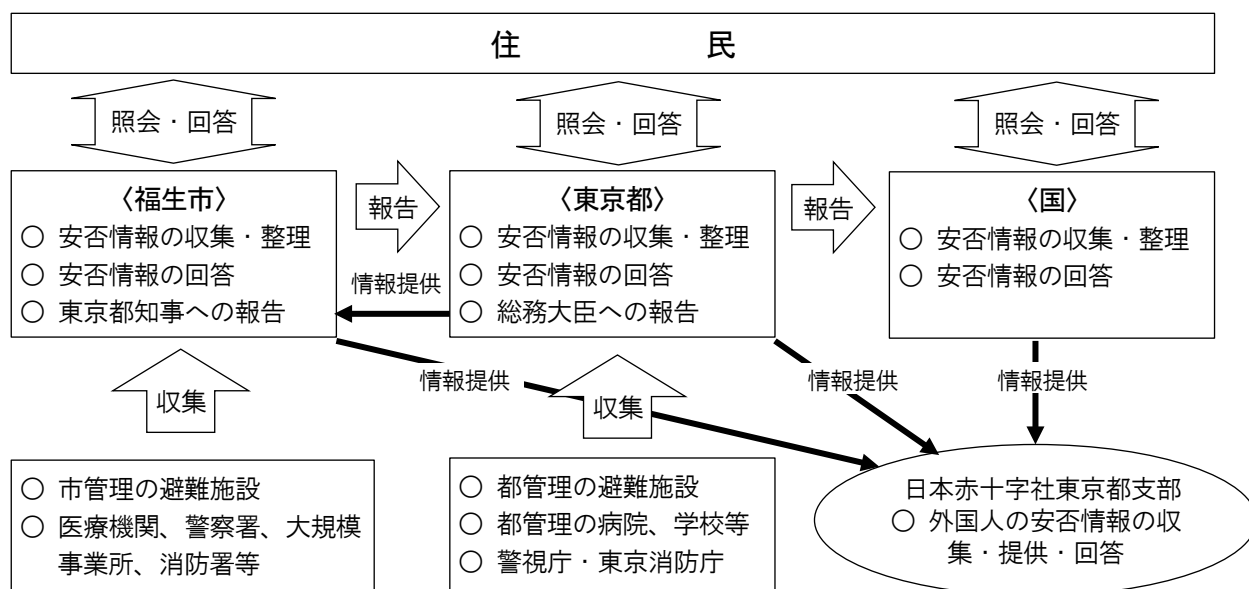 住 民
照会・回答
照会・回答
照会・回答
〈福生市〉
○ 安否情報の収集・整理
○ 安否情報の回答
○ 東京都知事への報告
報告
〈東京都〉
○ 安否情報の収集・整理
○ 安否情報の回答
○ 総務大臣への報告
報告
〈国〉
○ 安否情報の収集・整理
○ 安否情報の回答
情報提供
収集
情報提供
収集
情報提供
情報提供
○ 市管理の避難施設
○ 医療機関、警察署、大規模
事業所、消防署等
○ 都管理の避難施設
○ 都管理の病院、学校等
○ 警視庁・東京消防庁
日本赤十字社東京都支部
○ 外国人の安否情報の収
集・提供・回答